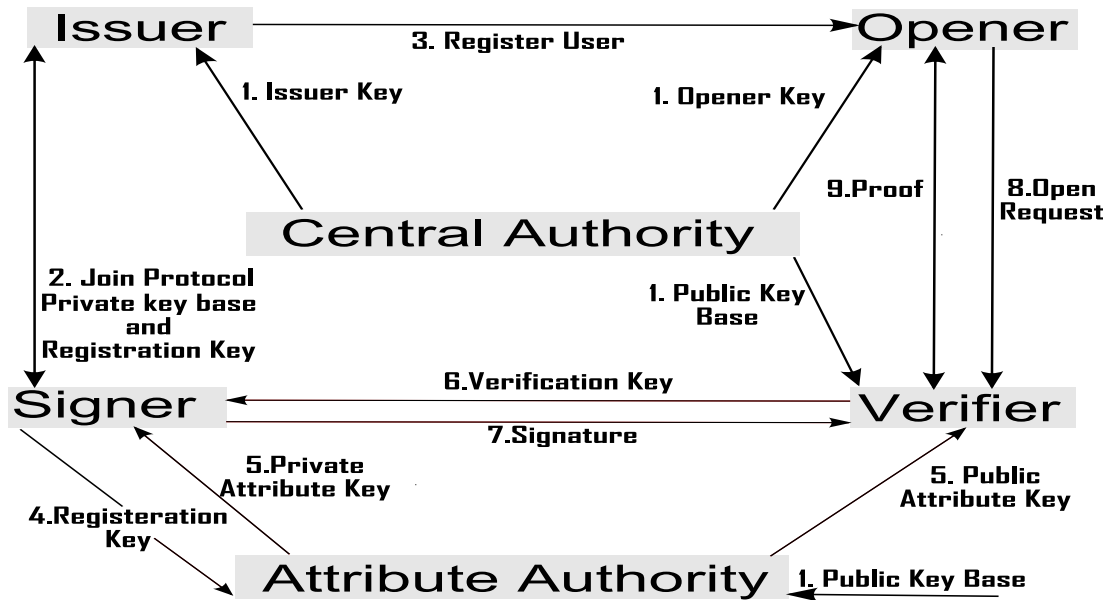 Issuer
Opener
3. Register User
1. Issuer Key
1. Opener Key
9.Proof
8.Open
Request
Central Authority
2. Join Protocol
Private key base
and
Registration Key
1. Public Key
Base
6.Verification Key
Signer
Verifier
7.Signature
5.Private
Attribute Key
5. Public
Attribute Key
4.Registeration
Key
Attribute Authority
1. Public Key Base